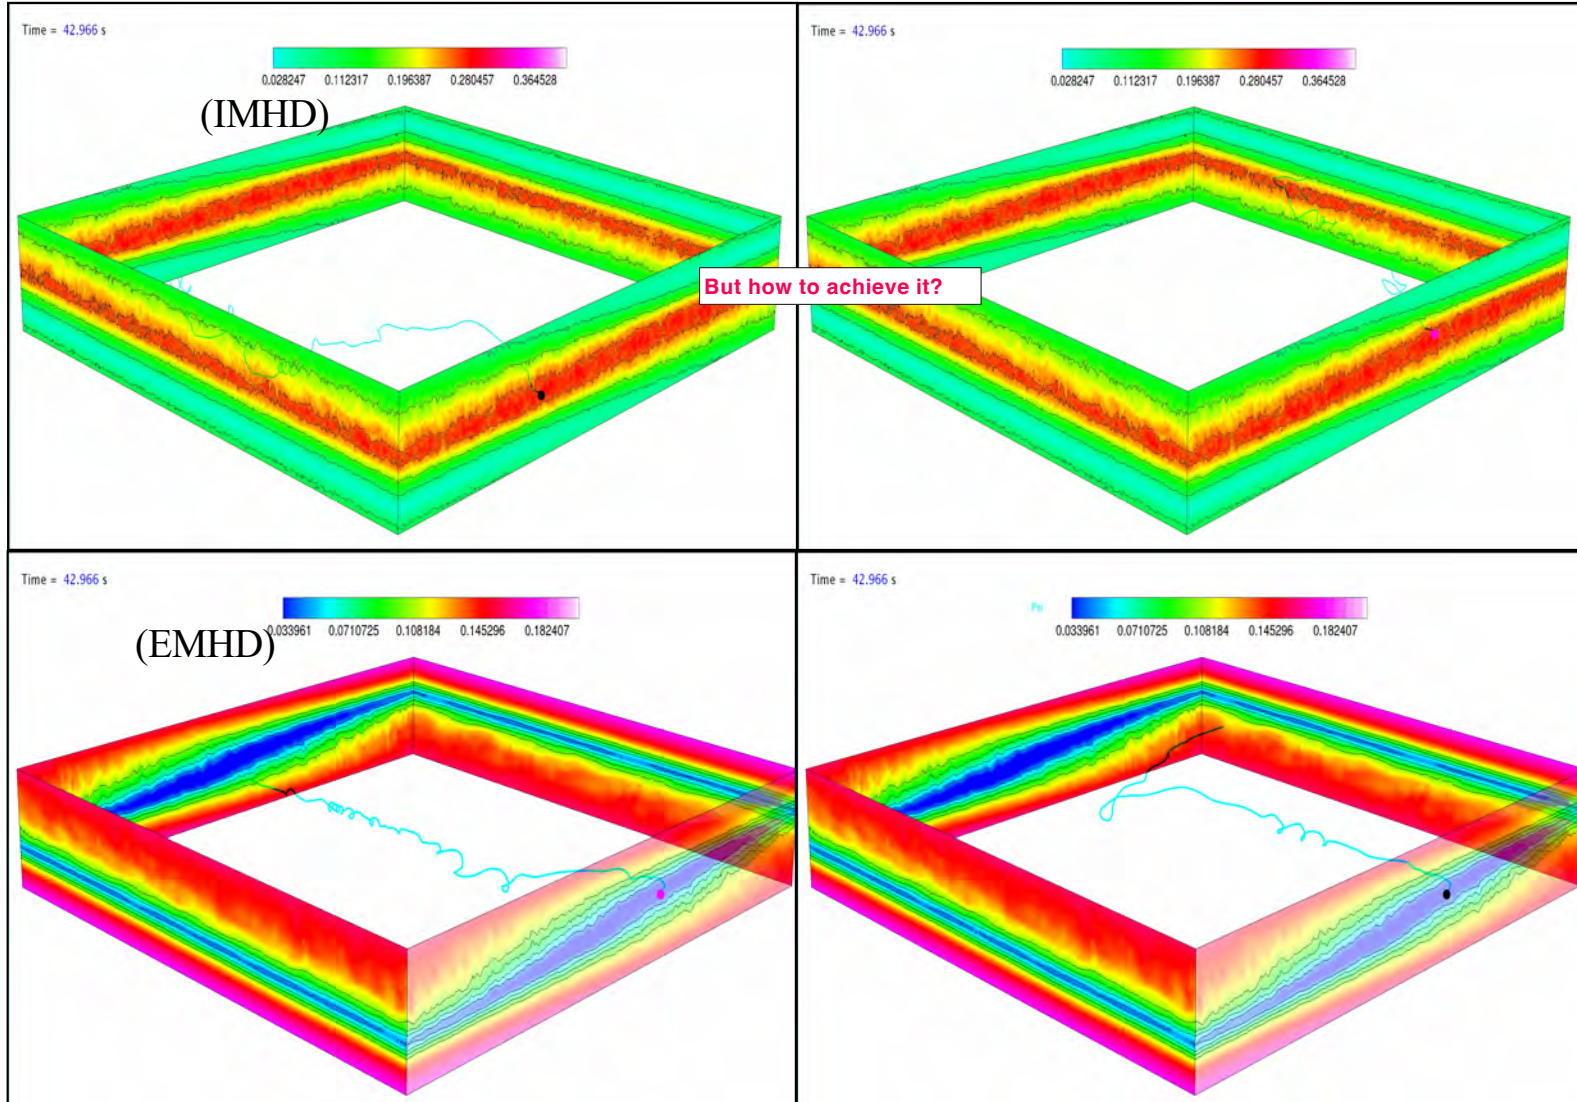 Time = 42.966 s
0.028247 0.112317 0.196387 0.280457 0.364528
(IMHD)
Time = 42.966 s
0.028247 0.112317 0.196387 0.280457 0.364528
But how to achieve it?
Time = 42.966 s
0.033961 0.0710725 0.108184 0.145296 0.182407
(EMHD)
Time = 42.966 s
0.033961 0.0710725 0.108184 0.145296 0.182407